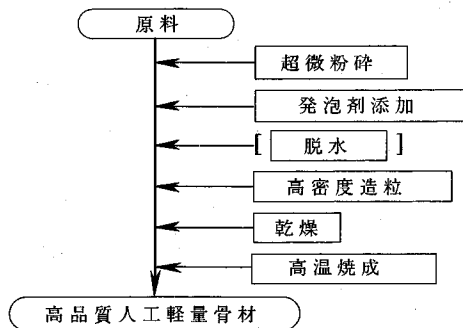 原料
超微粉砕
発泡剤添加
[ 脱水 ]
高密度造粒
乾燥
高温焼成
高品質人工軽量骨材